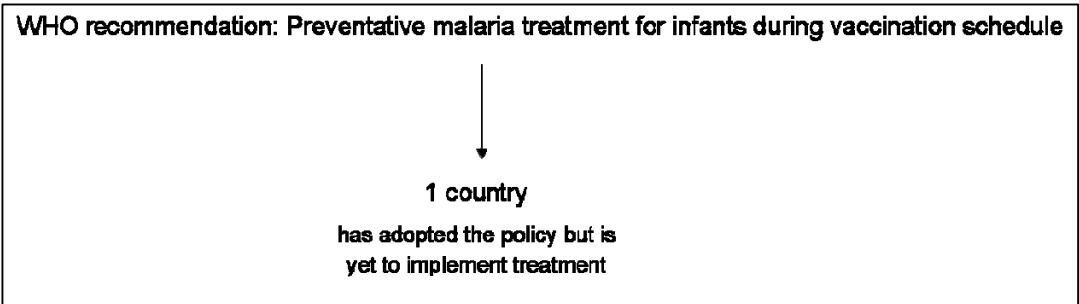 WHO recommendation: Preventative malaria treatment for infants during vaccination schedule
1 country
has adopted the policy but is
yet to implement treatment